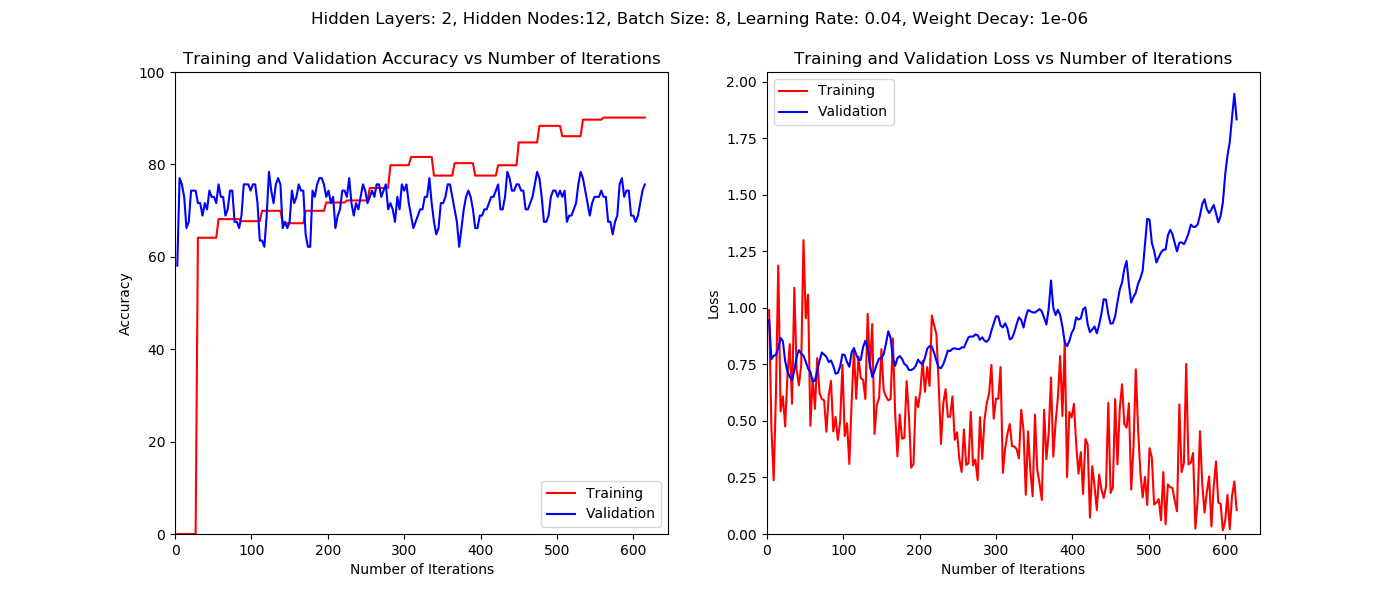 Hidden Layers: 2, Hidden Nodes:12, Batch Size: 8, Learning Rate: 0.04, Weight Decay: 1e-06
Training and Validation Accuracy vs Number of Iterations
100
80
60
40
20
0
Accuracy
0 100 200 300 400 500 600
Number of Iterations
Training
Validation
Training and Validation Loss vs Number of Iterations
2.00
1.75
1.50
1.25
1.00
0.75
0.50
0.25
0.00
Loss
0 100 200 300 400 500 600
Number of Iterations
Training
Validation